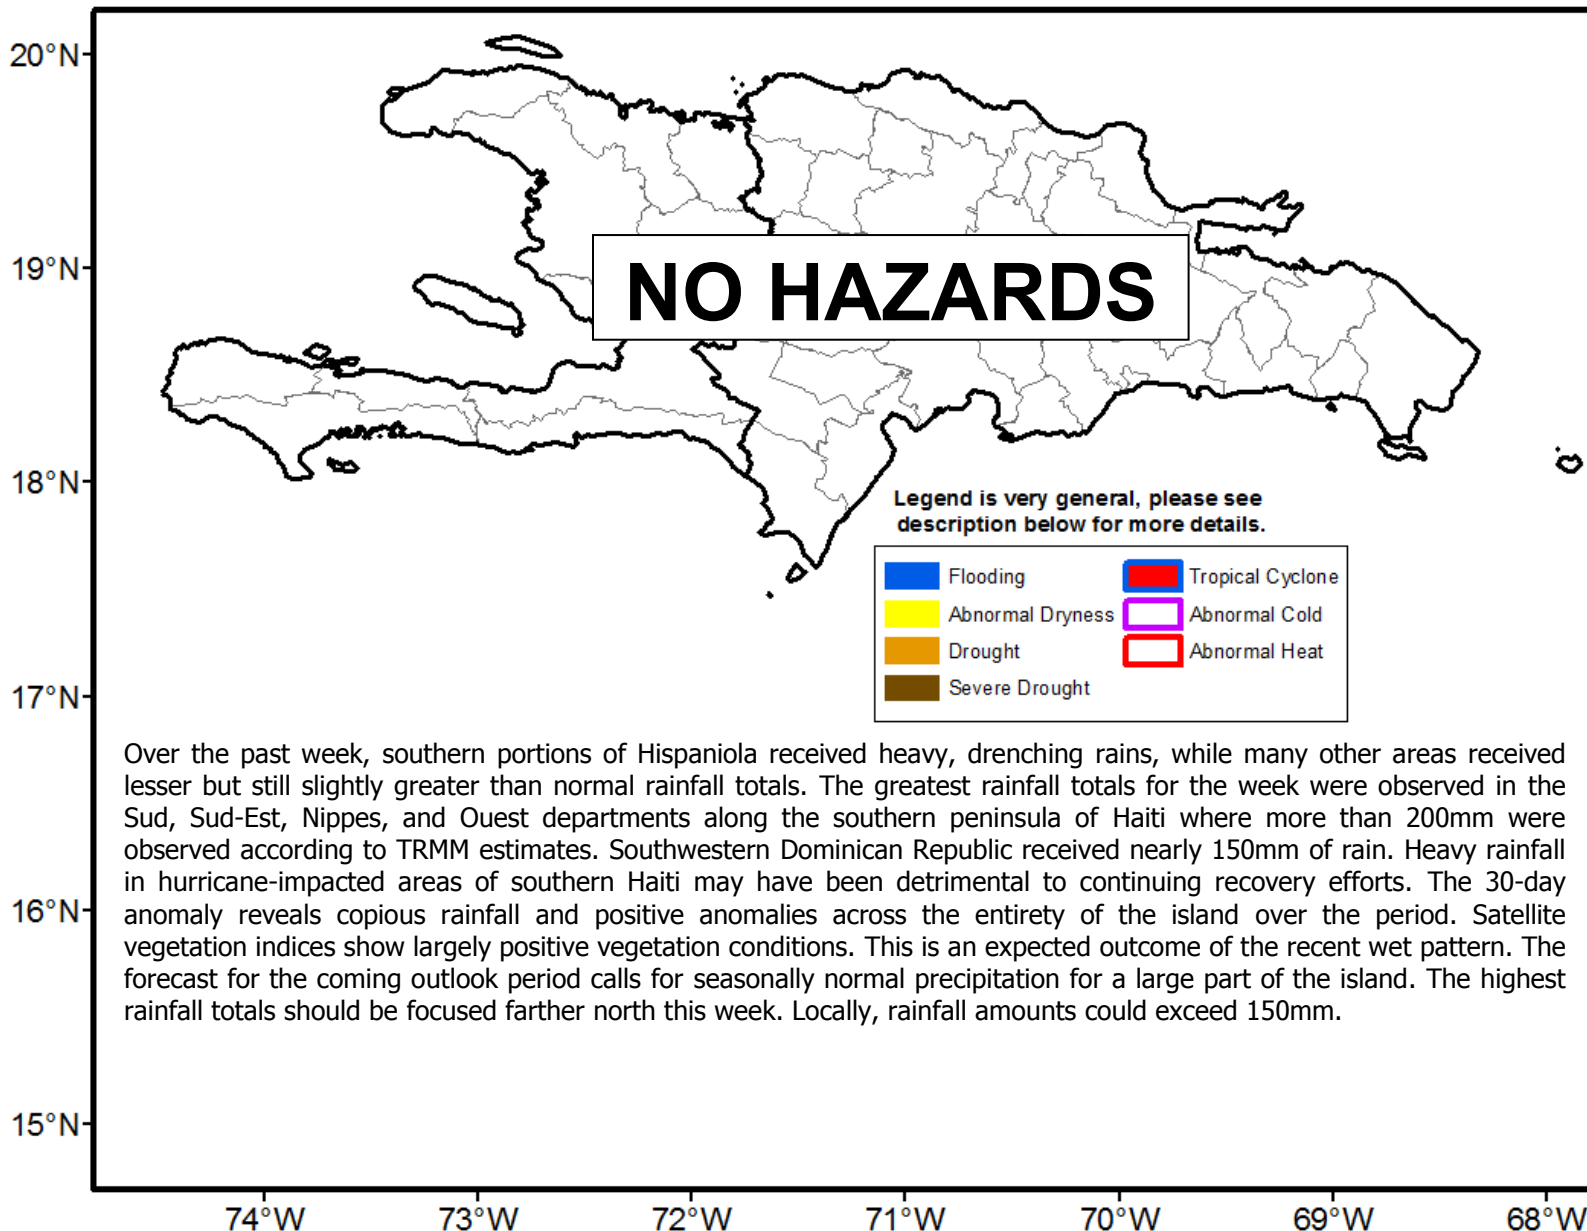 20°N
19°N
18°N
17°N
16°N
15°N
NO HAZARDS
Legend is very general, please see
description below for more details.
Flooding
Tropical Cyclone
Abnormal Dryness
Abnormal Cold
Drought
Abnormal Heat
Severe Drought
Over the past week, southern portions of Hispaniola received heavy, drenching rains, while many other areas received
lesser but still slightly greater than normal rainfall totals. The greatest rainfall totals for the week were observed in the
Sud, Sud-Est, Nippes, and Ouest departments along the southern peninsula of Haiti where more than 200mm were
observed according to TRMM estimates. Southwestern Dominican Republic received nearly 150mm of rain. Heavy rainfall
in hurricane-impacted areas of southern Haiti may have been detrimental to continuing recovery efforts. The 30-day
anomaly reveals copious rainfall and positive anomalies across the entirety of the island over the period. Satellite
vegetation indices show largely positive vegetation conditions. This is an expected outcome of the recent wet pattern. The
forecast for the coming outlook period calls for seasonally normal precipitation for a large part of the island. The highest
rainfall totals should be focused farther north this week. Locally, rainfall amounts could exceed 150mm.
74°W 73°W 72°W 71°W 70°W 69°W 68°W